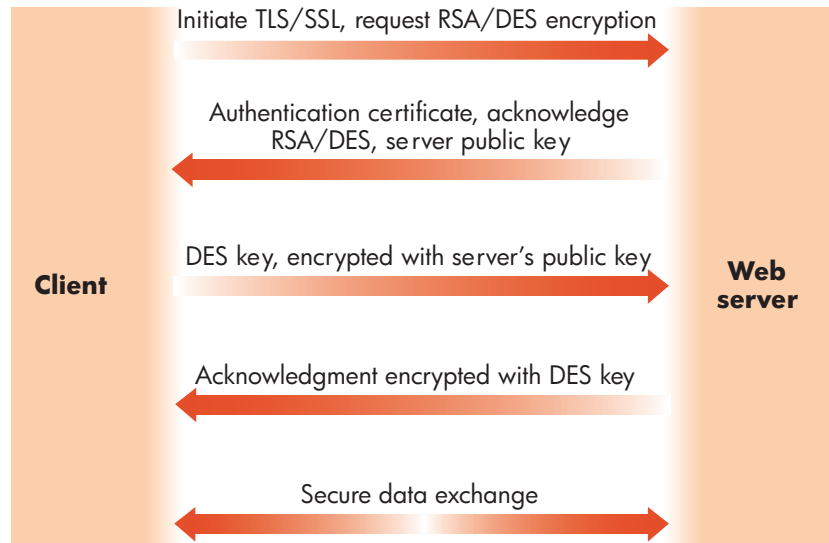 Initiate TLS/SSL, request RSA/DES encryption
Authentication certificate, acknowledge
RSA/DES, server public key
DES key, encrypted with server's public key
Client
Web
server
Acknowledgment encrypted with DES key
Secure data exchange